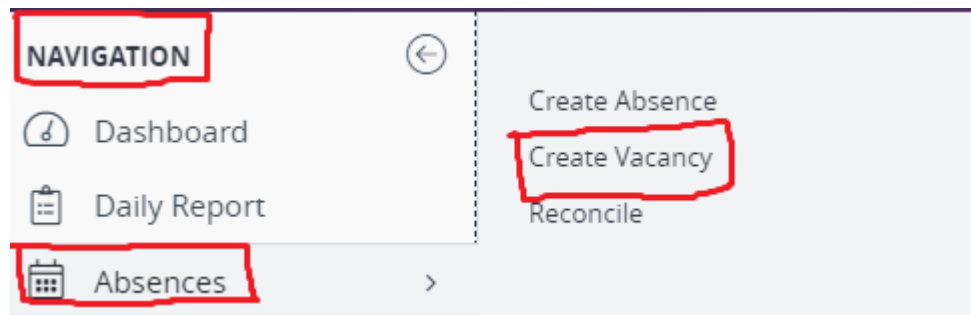 NAVIGATION
Dashboard
Daily Report
Absences
Create Absence
Create Vacancy
Reconcile